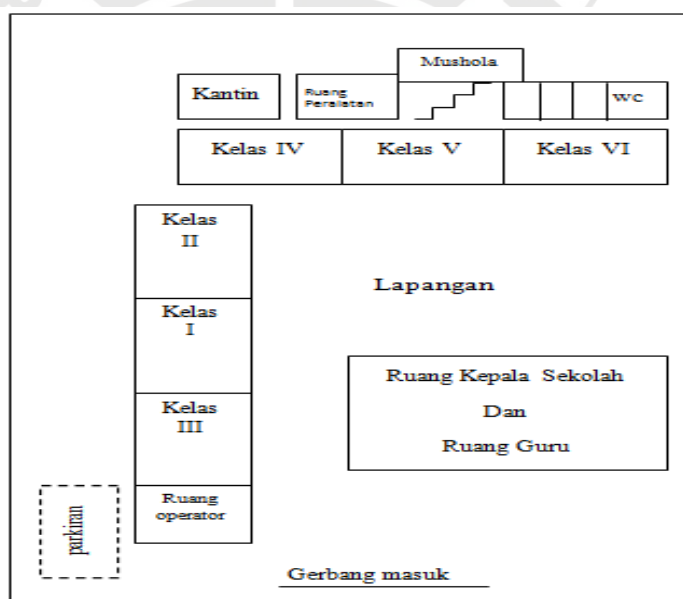 Mushola
Kantin
Ruang
Peralatan
wc
Kelas IV
Kelas V
Kelas VI
Kelas
II
Lapangan
Kelas
I
Ruang Kepala Sekolah
Dan
Ruang Guru
Kelas
III
Ruang
operator
parkiran
Gerbang masuk